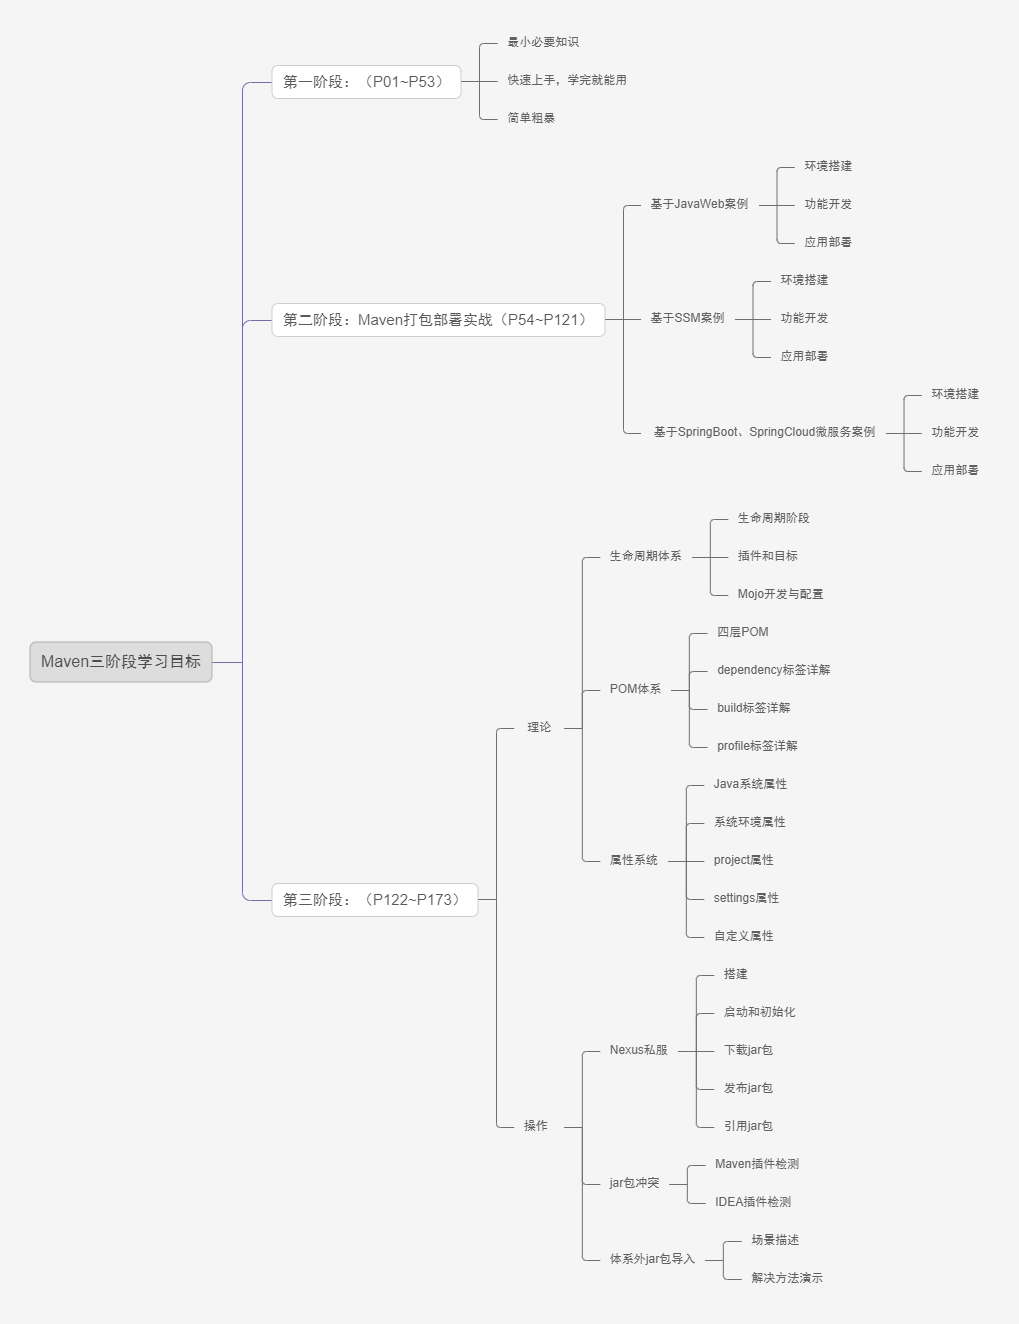 Maven三阶段学习目标
第一阶段：（P01~P53）
最小必要知识
快速上手，学完就能用
简单粗暴
第二阶段：Maven打包部署实战（P54~P121）
基于JavaWeb案例
环境搭建
功能开发
应用部署
基于SSM案例
环境搭建
功能开发
应用部署
基于SpringBoot、SpringCloud微服务案例
环境搭建
功能开发
应用部署
第三阶段：（P122~P173）
理论
生命周期体系
生命周期阶段
插件和目标
Mojo开发与配置
POM体系
四层POM
dependency标签详解
build标签详解
profile标签详解
属性系统
Java系统属性
系统环境属性
project属性
settings属性
自定义属性
操作
Nexus私服
搭建
启动和初始化
下载jar包
发布jar包
引用jar包
jar包冲突
Maven插件检测
IDEA插件检测
体系外jar包导入
场景描述
解决方法演示